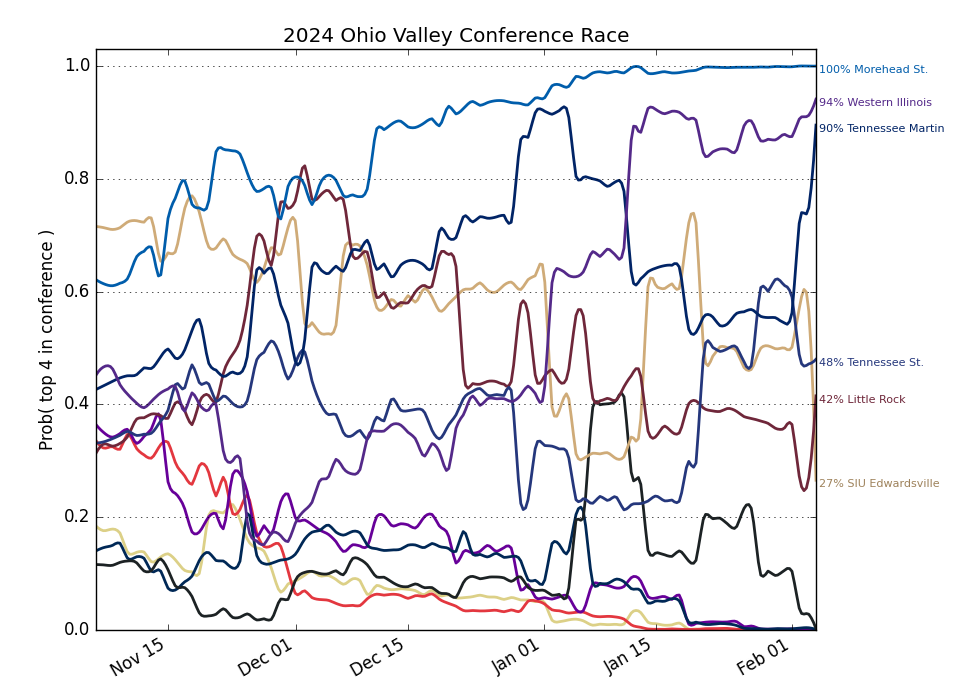 2024 Ohio Valley Conference Race
Prob( top 4 in conference )
1.0
0.8
0.6
0.4
0.2
0.0
Nov 15
Dec 01
Dec 15
Jan 01
Jan 15
Feb 01
100% Morehead St.
94% Western Illinois
90% Tennessee Martin
48% Tennessee St.
42% Little Rock
27% SIU Edwardsville